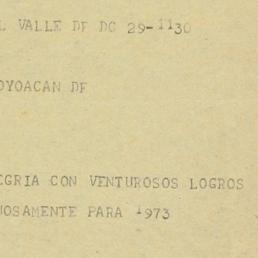 L VALLE DF DC 29-1130
OYOACAN DF
EGRIA CON VENTUROSOS LOGROS
NOSAMENTE PARA 1973